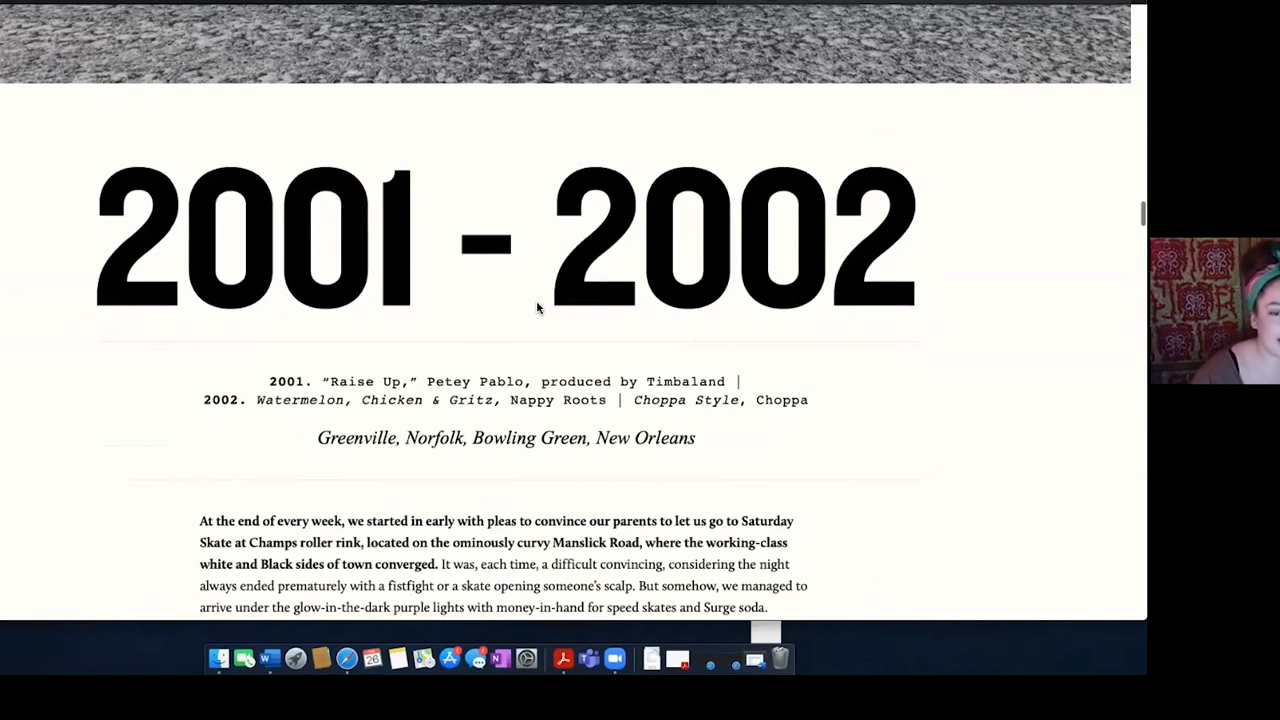 2001 - 2002
2001. “Raise Up,” Petey Pablo, produced by Timbaland |
2002. Watermelon, Chicken & Gritz, Nappy Roots | Choppa Style, Choppa
Greenville, Norfolk, Bowling Green, New Orleans
At the end of every week, we started in early with pleas to convince our parents to let us go to Saturday
Skate at Champs roller rink, located on the ominously curvy Manslick Road, where the working-class
white and Black sides of town converged. It was, each time, a difficult convincing, considering the night
always ended prematurely with a fistfight or a skate opening someone’s scalp. But somehow, we managed to
arrive under the glow-in-the-dark purple lights with money-in-hand for speed skates and Surge soda.
26